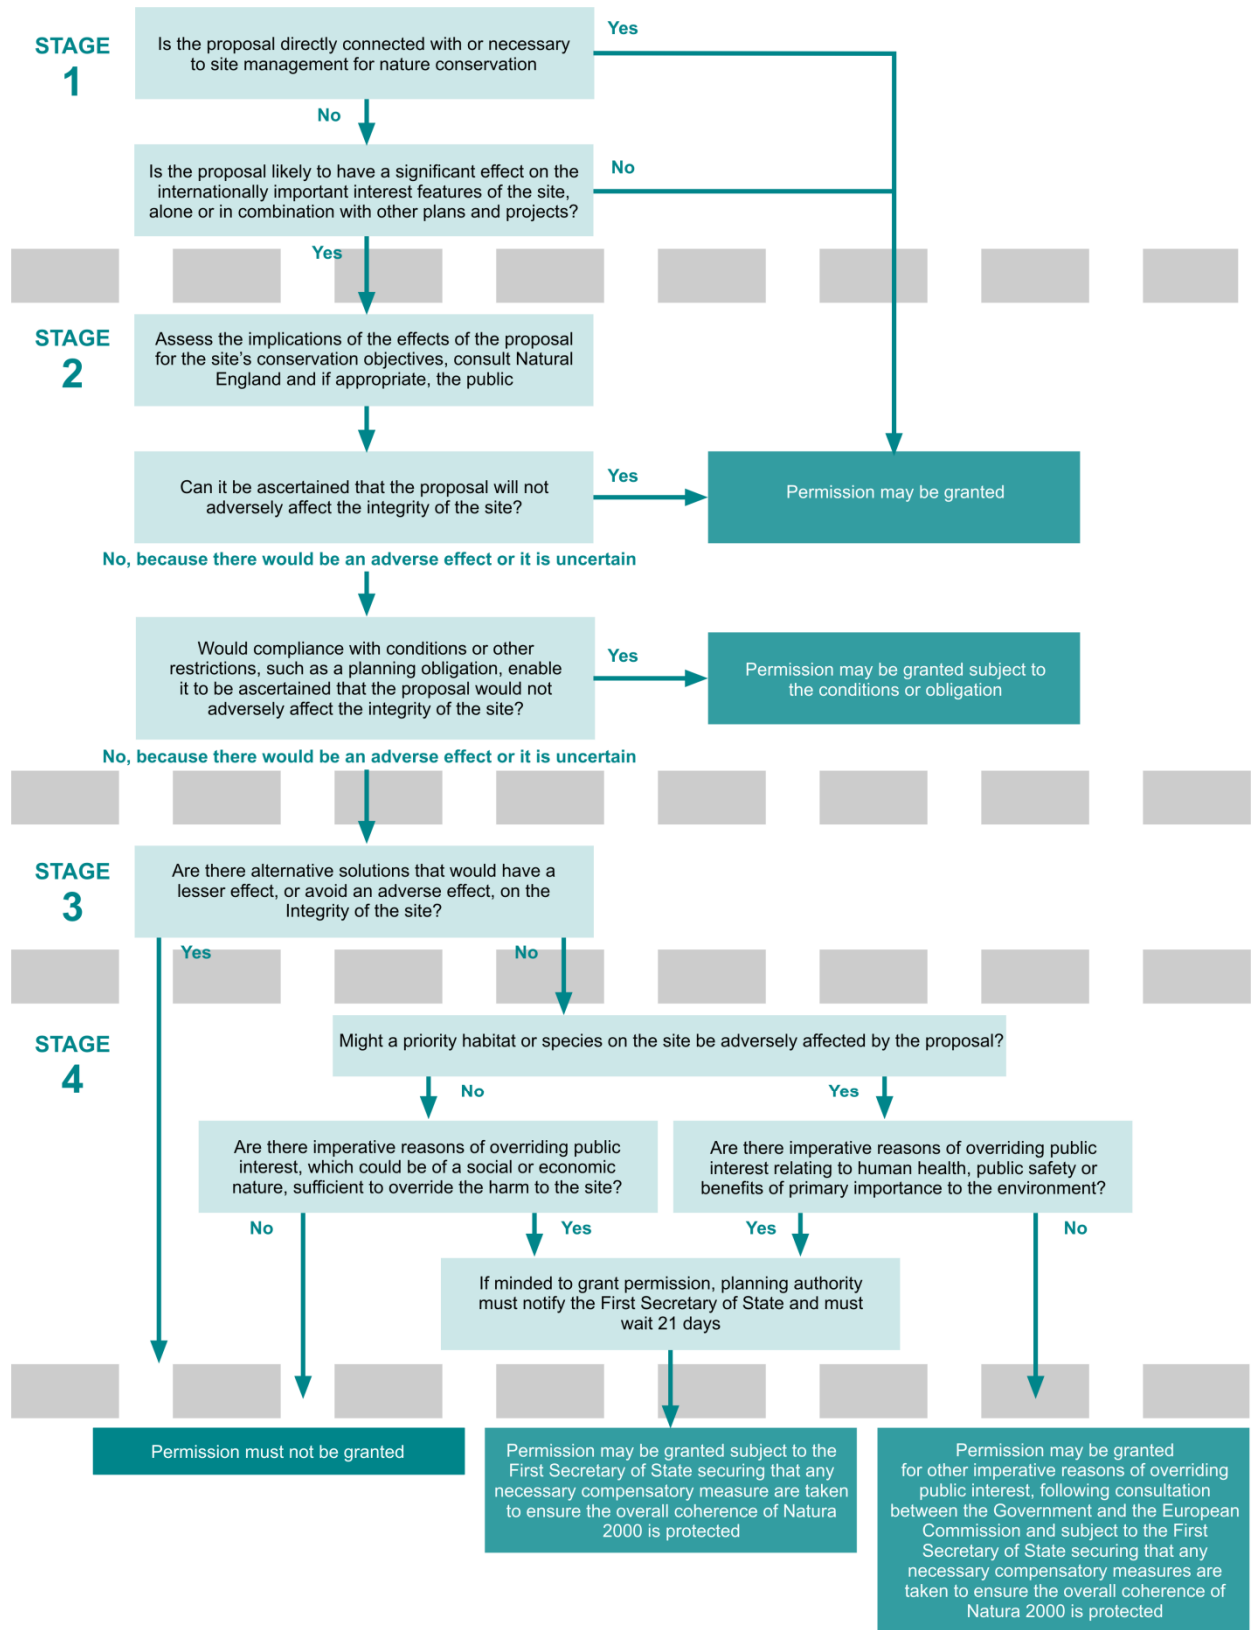 STAGE
1
Is the proposal directly connected with or necessary
to site management for nature conservation
Yes
No
Is the proposal likely to have a significant effect on the
internationally important interest features of the site,
alone or in combination with other plans and projects?
No
Yes
STAGE
2
Assess the implications of the effects of the proposal
for the site’s conservation objectives, consult Natural
England and if appropriate, the public
Can it be ascertained that the proposal will not
adversely affect the integrity of the site?
Yes
Permission may be granted
No, because there would be an adverse effect or it is uncertain
Would compliance with conditions or other
restrictions, such as a planning obligation, enable
it to be ascertained that the proposal would not
adversely affect the integrity of the site?
Yes
Permission may be granted subject to
the conditions or obligation
No, because there would be an adverse effect or it is uncertain
STAGE
3
Are there alternative solutions that would have a
lesser effect, or avoid an adverse effect, on the
Integrity of the site?
Yes
No
STAGE
4
Might a priority habitat or species on the site be adversely affected by the proposal?
No
Yes
Are there imperative reasons of overriding public
interest, which could be of a social or economic
nature, sufficient to override the harm to the site?
Are there imperative reasons of overriding public
interest relating to human health, public safety or
benefits of primary importance to the environment?
No
Yes
Yes
No
If minded to grant permission, planning authority
must notify the First Secretary of State and must
wait 21 days
Permission must not be granted
Permission may be granted subject to the
First Secretary of State securing that any
necessary compensatory measure are taken
to ensure the overall coherence of Natura
2000 is protected
Permission may be granted
for other imperative reasons of overriding
public interest, following consultation
between the Government and the European
Commission and subject to the First
Secretary of State securing that any
necessary compensatory measures are
taken to ensure the overall coherence of
Natura 2000 is protected